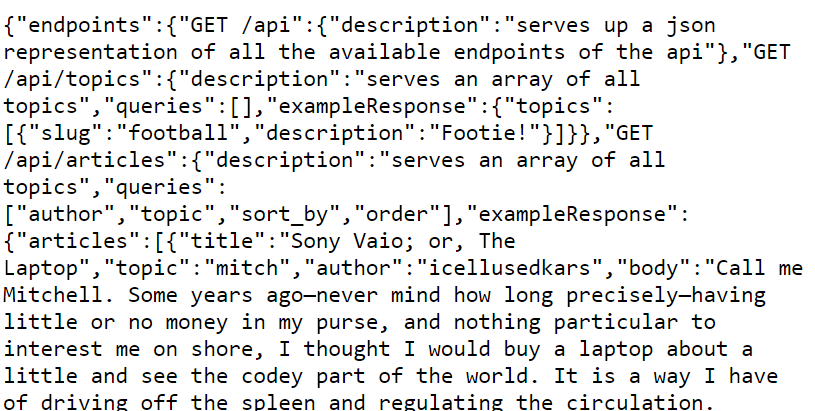 {"endpoints":{"GET /api":{"description":"serves up a json
representation of all the available endpoints of the api"},"GET
/api/topics":{"description":"serves an array of all
topics","queries":[],"exampleResponse":{"topics":
[{"slug":"football","description":"Footie!"}]}},"GET
/api/articles":{"description":"serves an array of all
topics","queries":
["author","topic","sort_by","order"],"exampleResponse":
{"articles":[{"title":"Sony Vaio; or, The
Laptop","topic":"mitch","author":"icellusedkars","body":"Call me
Mitchell. Some years ago—never mind how long precisely—having
little or no money in my purse, and nothing particular to
interest me on shore, I thought I would buy a laptop about a
little and see the codey part of the world. It is a way I have
of driving off the spleen and regulating the circulation.